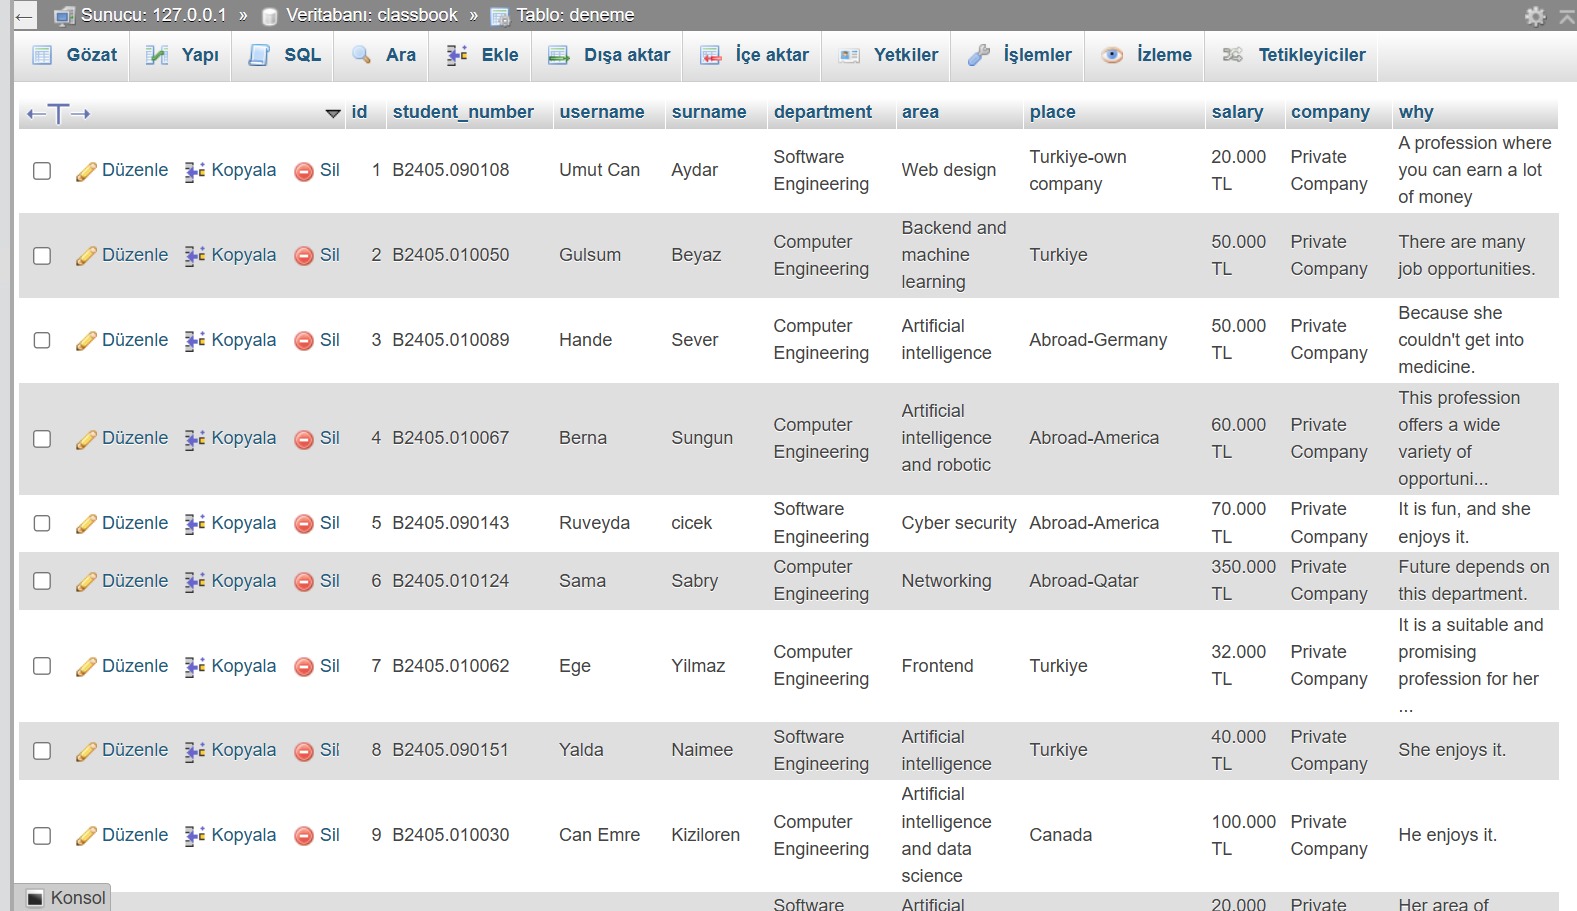 Sunucu: 127.0.0.1 » Veritabanı: classbook » Tablo: deneme
Gözat Yapı SQL Ara Ekle Dışa aktar İçe aktar Yetkiler İşlemler İzleme Tetikleyiciler
id student_number username surname department area place salary company why
Düzenle Kopyala Sil 1 B2405.090108 Umut Can Aydar Software Engineering Web design Turkiye-own company 20.000 TL Private Company A profession where you can earn a lot of money
Düzenle Kopyala Sil 2 B2405.010050 Gulsum Beyaz Computer Engineering Backend and machine learning Turkiye 50.000 TL Private Company There are many job opportunities.
Düzenle Kopyala Sil 3 B2405.010089 Hande Sever Computer Engineering Artificial intelligence Abroad-Germany 50.000 TL Private Company Because she couldn't get into medicine.
Düzenle Kopyala Sil 4 B2405.010067 Berna Sungun Computer Engineering Artificial intelligence and robotic Abroad-America 60.000 TL Private Company This profession offers a wide variety of opportuni...
Düzenle Kopyala Sil 5 B2405.090143 Ruveyda cicek Software Engineering Cyber security Abroad-America 70.000 TL Private Company It is fun, and she enjoys it.
Düzenle Kopyala Sil 6 B2405.010124 Sama Sabry Computer Engineering Networking Abroad-Qatar 350.000 TL Private Company Future depends on this department.
Düzenle Kopyala Sil 7 B2405.010062 Ege Yilmaz Computer Engineering Frontend Turkiye 32.000 TL Private Company It is a suitable and promising profession for her ...
Düzenle Kopyala Sil 8 B2405.090151 Yalda Naimee Software Engineering Artificial intelligence Turkiye 40.000 TL Private Company She enjoys it.
Düzenle Kopyala Sil 9 B2405.010030 Can Emre Kiziloren Computer Engineering Artificial intelligence and data science Canada 100.000 TL Private Company He enjoys it.
Konsol
Software Artificial 20.000 Private Her area of